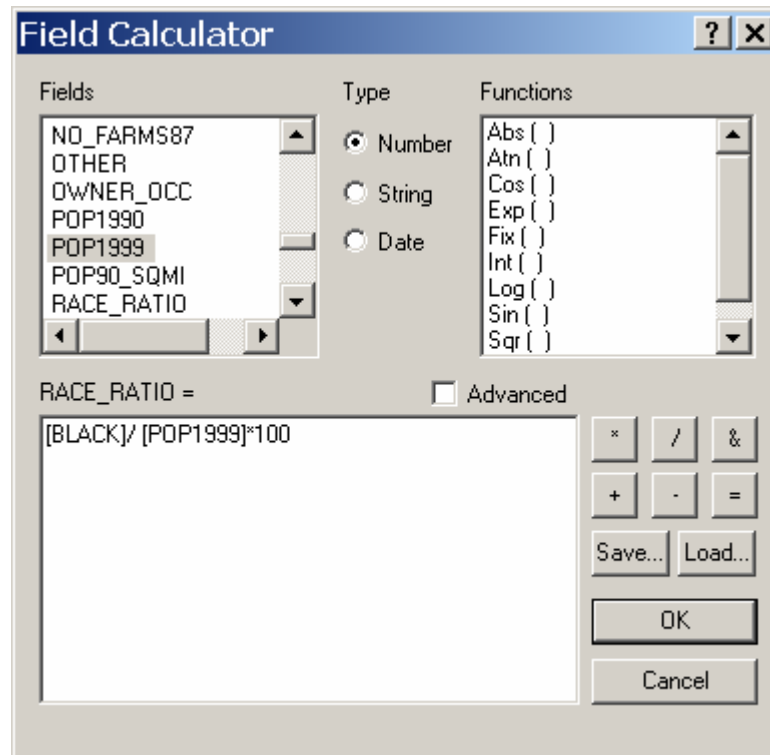 Field Calculator
? X
Fields
Type
Functions
NO_FARMS87
OTHER
OWNER_OCC
POP1990
POP1999
POP90_SQMI
RACE_RATIO
Number
String
Date
Abs ( )
Atn ( )
Cos ( )
Exp ( )
Fix ( )
Int ( )
Log ( )
Sin ( )
Sqr ( )
RACE_RATIO =
Advanced
[BLACK]/ [POP1999]*100
* / &
+ - =
Save... Load...
OK
Cancel